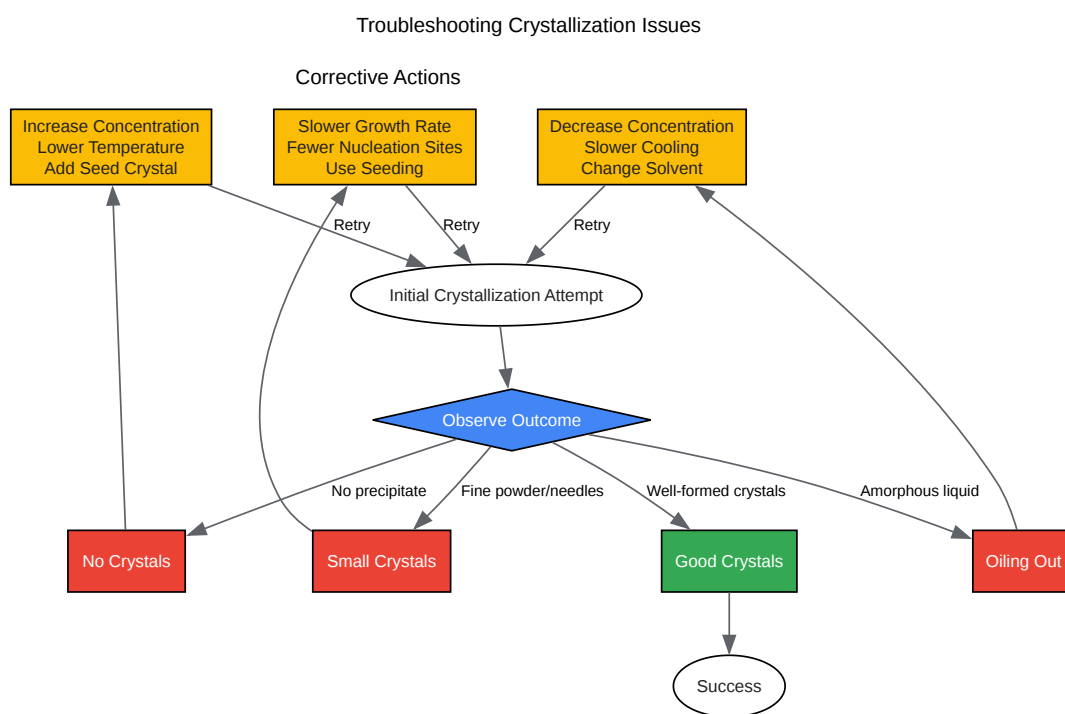 Troubleshooting Crystallization Issues
Corrective Actions
Increase Concentration
Lower Temperature
Add Seed Crystal
Slower Growth Rate
Fewer Nucleation Sites
Use Seeding
Decrease Concentration
Slower Cooling
Change Solvent
Retry
Retry
Retry
Initial Crystallization Attempt
Observe Outcome
No precipitate
Fine powder/needles
Well-formed crystals
Amorphous liquid
No Crystals
Small Crystals
Good Crystals
Oiling Out
Success